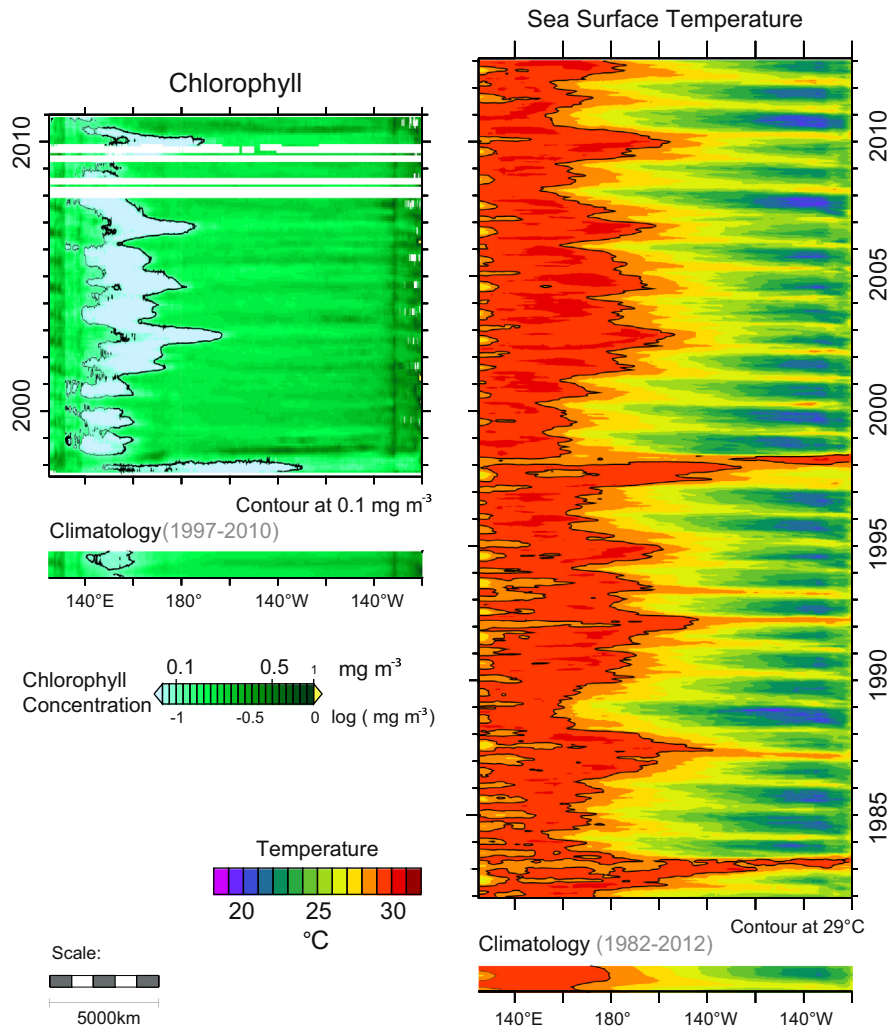 Sea Surface Temperature
Chlorophyll
2010
2000
Contour at 0.1 mg m⁻³
Climatology (1997-2010)
140°E 180° 140°W 140°W
Chlorophyll
Concentration
0.1 0.5 1 mg m⁻³
-1 -0.5 0 log ( mg m⁻³)
Temperature
20 25 30
°C
Scale:
5000km
2010
2005
2000
1995
1990
1985
Contour at 29°C
Climatology (1982-2012)
140°E 180° 140°W 140°W